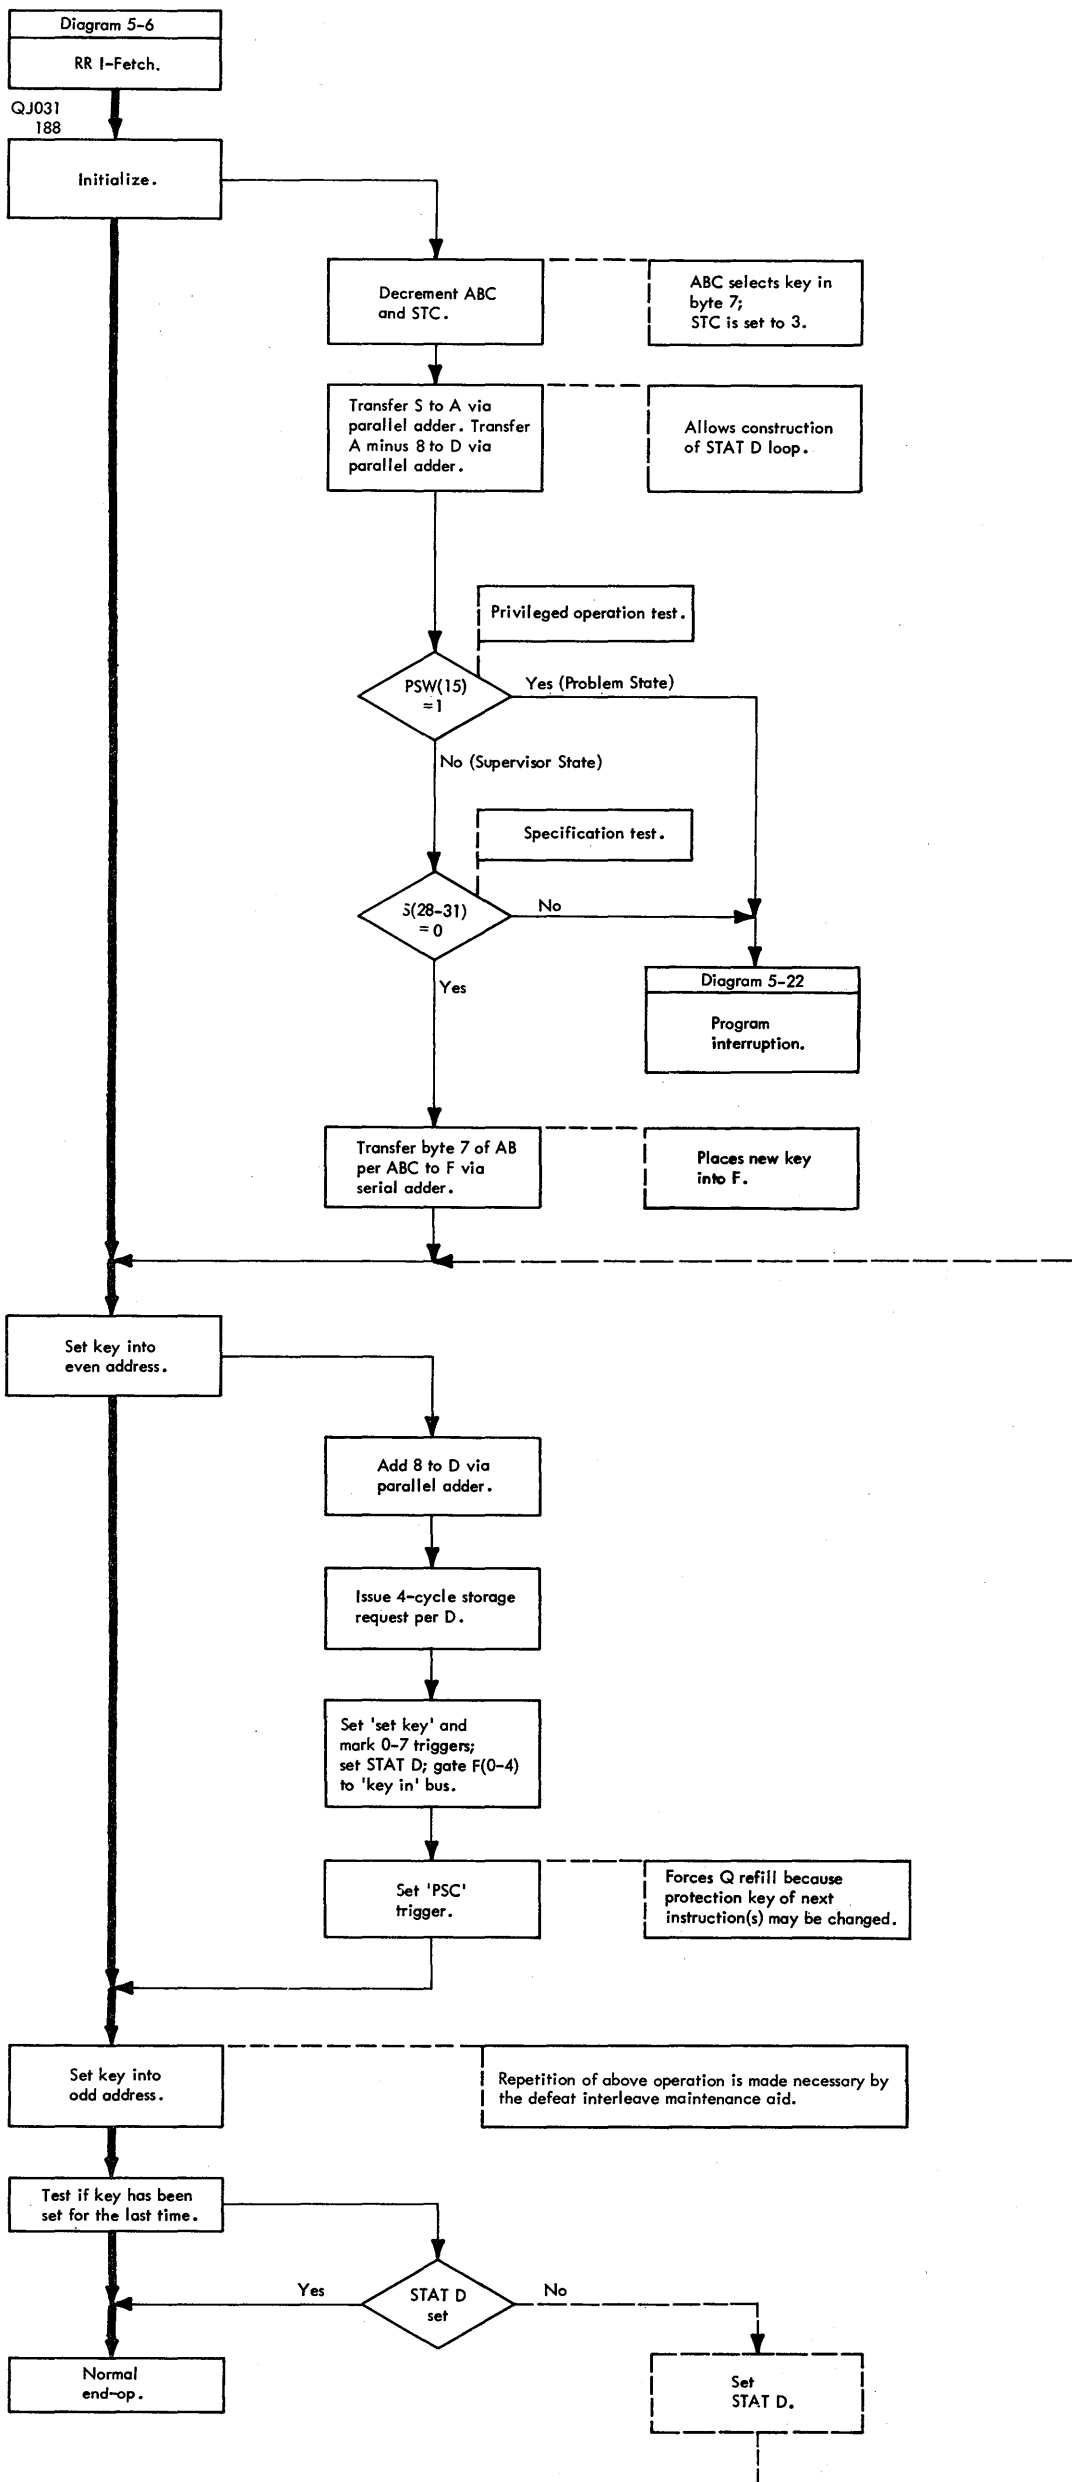 Diagram 5-6
RR I-Fetch.
QJ031
188
Initialize.
Decrement ABC
and STC.
ABC selects key in
byte 7;
STC is set to 3.
Transfer S to A via
parallel adder. Transfer
A minus 8 to D via
parallel adder.
Allows construction
of STAT D loop.
Privileged operation test.
PSW(15)
=1
Yes (Problem State)
No (Supervisor State)
Specification test.
S(28-31)
= 0
No
Yes
Diagram 5-22
Program
interruption.
Transfer byte 7 of AB
per ABC to F via
serial adder.
Places new key
into F.
Set key into
even address.
Add 8 to D via
parallel adder.
Issue 4-cycle storage
request per D.
Set 'set key' and
mark 0-7 triggers;
set STAT D; gate F(0-4)
to 'key in' bus.
Set 'PSC'
trigger.
Forces Q refill because
protection key of next
instruction(s) may be changed.
Set key into
odd address.
Repetition of above operation is made necessary by
the defeat interleave maintenance aid.
Test if key has been
set for the last time.
Yes
STAT D
set
No
Normal
end-op.
Set
STAT D.